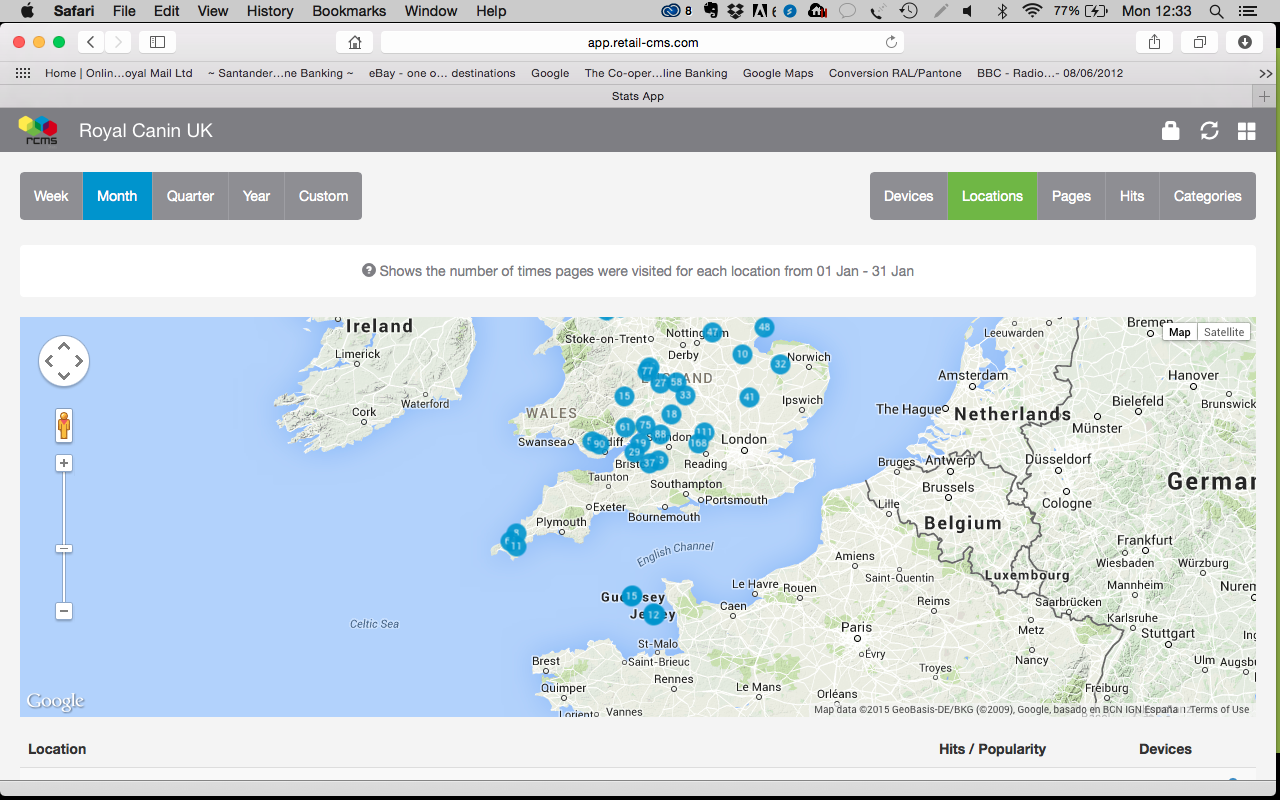 Safari File Edit View History Bookmarks Window Help 8 6 77% Mon 12:33
app.retail-cms.com
Home | Onlin...oyal Mail Ltd ~ Santander...ne Banking ~ eBay - one o... destinations Google The Co-oper...line Banking Google Maps Conversion RAL/Pantone BBC - Radio...- 08/06/2012
Stats App
rcms Royal Canin UK
Week Month Quarter Year Custom Devices Locations Pages Hits Categories
Shows the number of times pages were visited for each location from 01 Jan - 31 Jan
Map Satellite
Ireland
Limerick
Cork
Waterford
Stoke-on-Trent
Derby
47
48
10
32
Norwich
77
27
58
33
15
41
Ipswich
WALES
18
61
75
88
111
168
London
Swansea
90
19
29
37
Reading
Taunton
Southampton
Portsmouth
Exeter
Bournemouth
Plymouth
11
English Channel
15
12
Celtic Sea
St-Malo
Brest
Saint-Brieuc
Quimper
Rennes
Lorient
Vannes
Le Mans
Orléans
Le Havre
Rouen
Caen
Amiens
Saint-Quentin
Reims
Paris
Évry
Troyes
Metz
Nancy
Leeuwarden
Bremen
Amsterdam
Hanover
The Hague
Netherlands
Bielefeld
Brunswick
Münster
Bruges
Antwerp
Düsseldorf
Brussels
Cologne
Lille
Belgium
German
Frankfurt
Wiesbaden
Würzburg
Luxembourg
Mannheim
Saarbrücken
Karlsruhe
Stuttgart
Ulm
Augsb
Freiburg
Google
Map data ©2015 GeoBasis-DE/BKG (©2009), Google, basado en BCN IGN España Terms of Use
Location Hits / Popularity Devices